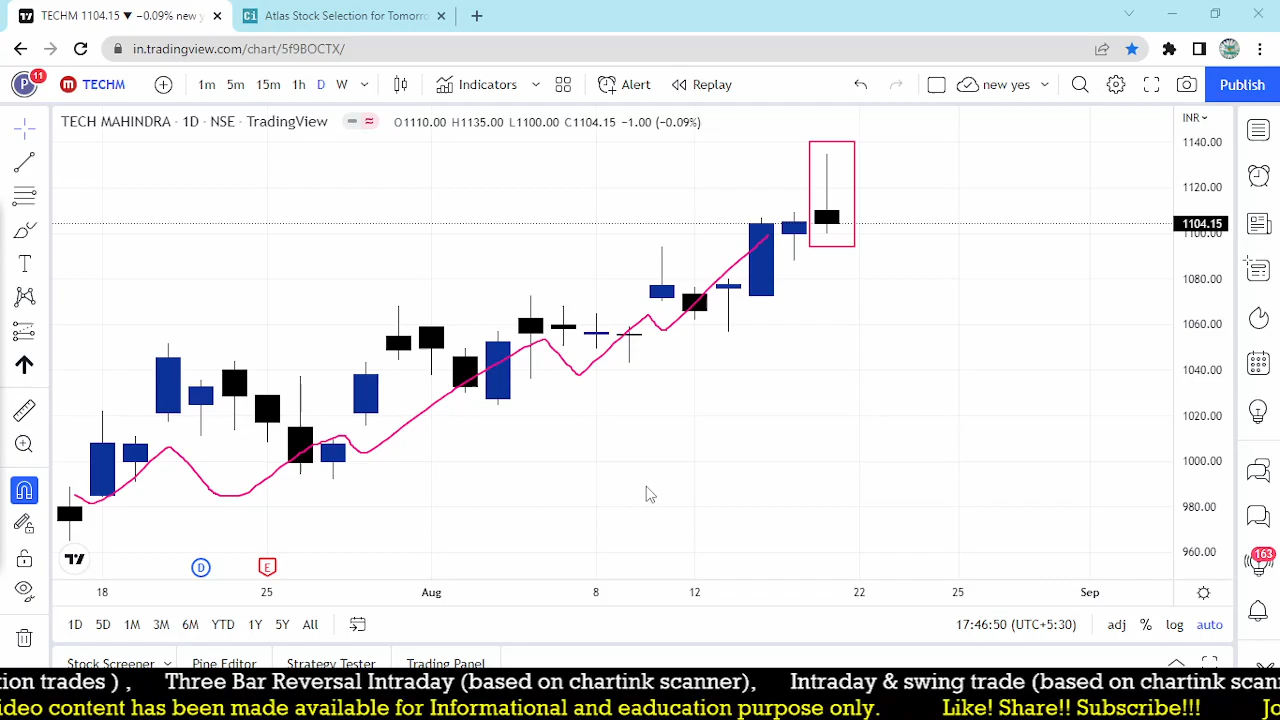 TECHM 1104.15 ▼ −0.09% new y
Atlas Stock Selection for Tomorro
in.tradingview.com/chart/5f9BOCTX/
P 11 TECHM 1m 5m 15m 1h D W Indicators Alert Replay new yes Publish
TECH MAHINDRA · 1D · NSE · TradingView O1110.00 H1135.00 C1104.15 −1.00 (−0.09%)
INR
1140.00
1120.00
1104.15
1100.00
1080.00
1060.00
1040.00
1020.00
1000.00
980.00
960.00
D E
18 25 Aug 8 12 22 25 Sep
163
1D 5D 1M 3M 6M YTD 1Y 5Y All 17:46:50 (UTC+5:30) adj % log auto
Stock Screener Pine Editor Strategy Tester Trading Panel
tion trades ) , Three Bar Reversal Intraday (based on chartink scanner), Intraday & swing trade (based on chartink scann
ideo content has been made available for Informational and eaducation purpose only. Like! Share!! Subscribe!!! Jo